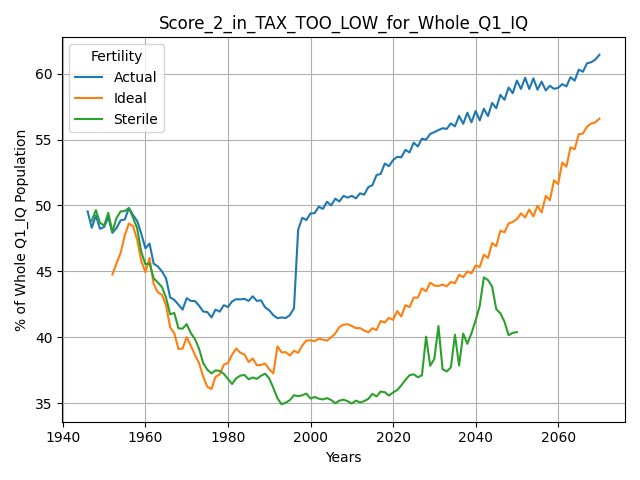 Score_2_in_TAX_TOO_LOW_for_Whole_Q1_IQ
Fertility
Actual
Ideal
Sterile
% of Whole Q1_IQ Population
60
55
50
45
40
35
1940
1960
1980
2000
2020
2040
2060
Years